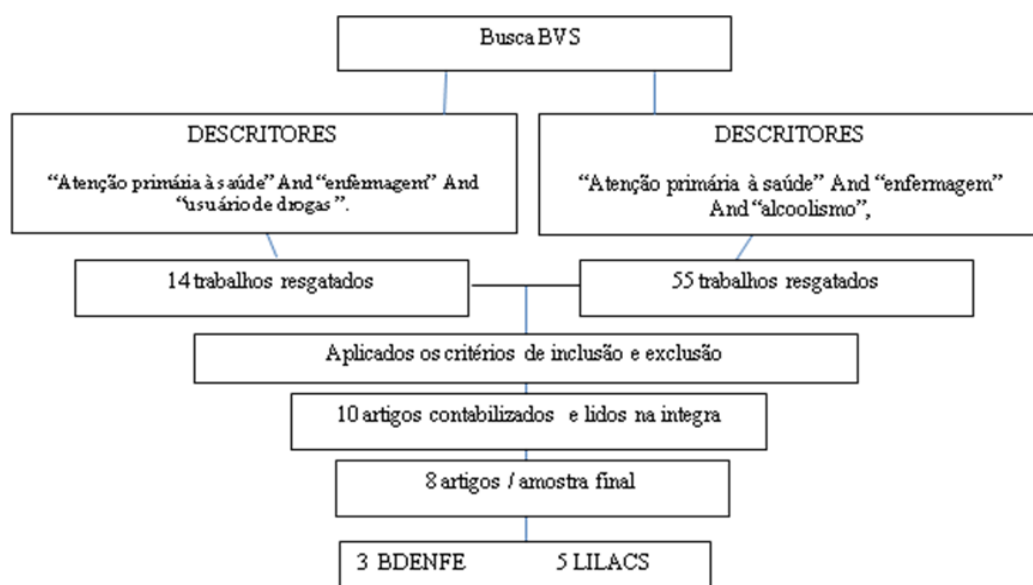 Busca BVS
DESCRITORES
“Atenção primária à saúde” And “enfermagem” And
“usuário de drogas”.
DESCRITORES
“Atenção primária à saúde” And “enfermagem”
And “alcoolismo”,
14 trabalhos resgatados
55 trabalhos resgatados
Aplicados os critérios de inclusão e exclusão
10 artigos contabilizados e lidos na integra
8 artigos / amostra final
3 BDENFE 5 LILACS